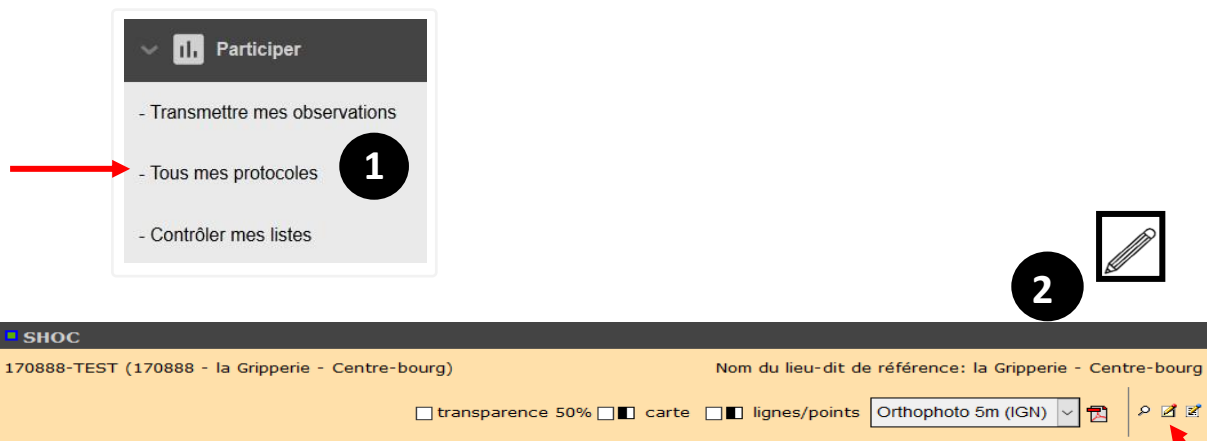 Participer
- Transmettre mes observations
- Tous mes protocoles
1
- Contrôler mes listes
2
SHOC
170888-TEST (170888 - la Gripperie - Centre-bourg) Nom du lieu-dit de référence: la Gripperie - Centre-bourg
transparence 50% carte lignes/points Orthophoto 5m (IGN)